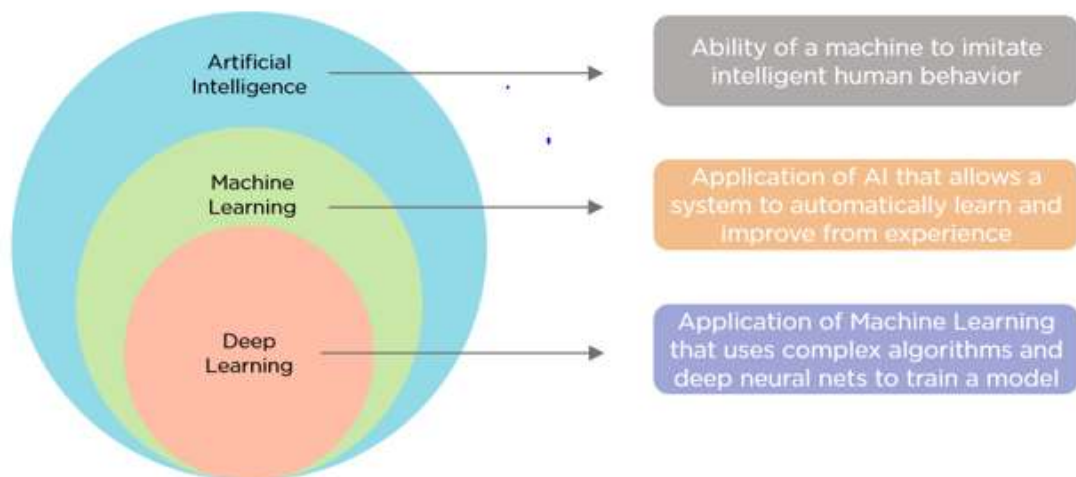 Artificial
Intelligence
Ability of a machine to imitate
intelligent human behavior
Machine
Learning
Application of AI that allows a
system to automatically learn and
improve from experience
Deep
Learning
Application of Machine Learning
that uses complex algorithms and
deep neural nets to train a model